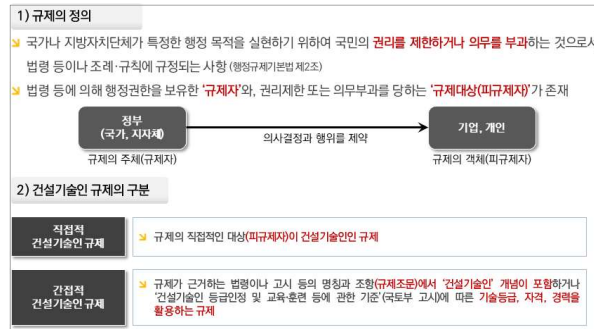 1) 규제의 정의
국가나 지방자치단체가 특정한 행정 목적을 실현하기 위하여 국민의 권리를 제한하거나 의무를 부과하는 것으로서
법령 등이나 조례·규칙에 규정되는 사항 (행정규제기본법 제2조)
법령 등에 의해 행정권한을 보유한 '규제자'와, 권리제한 또는 의무부과를 당하는 '규제대상(피규제자)'가 존재
정부
(국가, 지자체)
의사결정과 행위를 제약
기업, 개인
규제의 주체(규제자)
규제의 객체(피규제자)
2) 건설기술인 규제의 구분
직접적
건설기술인 규제
규제의 직접적인 대상(피규제자)이 건설기술인인 규제
간접적
건설기술인 규제
규제가 근거하는 법령이나 고시 등의 명칭과 조항(규제조문)에서 '건설기술인' 개념이 포함하거나
'건설기술인 등급인정 및 교육·훈련 등에 관한 기준'(국토부 고시)에 따른 기술등급, 자격, 경력을
활용하는 규제